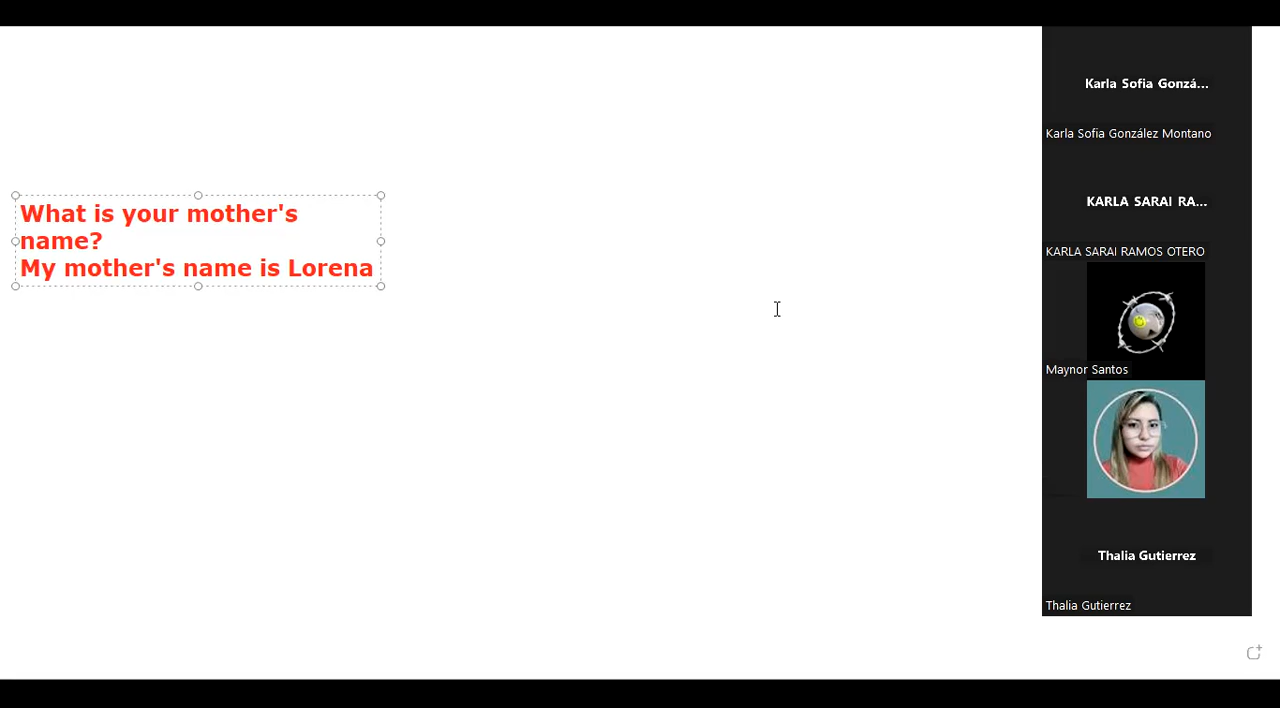 What is your mother's
name?
My mother's name is Lorena
Karla Sofia Gonzá...
Karla Sofia González Montano
KARLA SARAI RA...
KARLA SARAI RAMOS OTERO
Maynor Santos
Thalia Gutierrez
Thalia Gutierrez